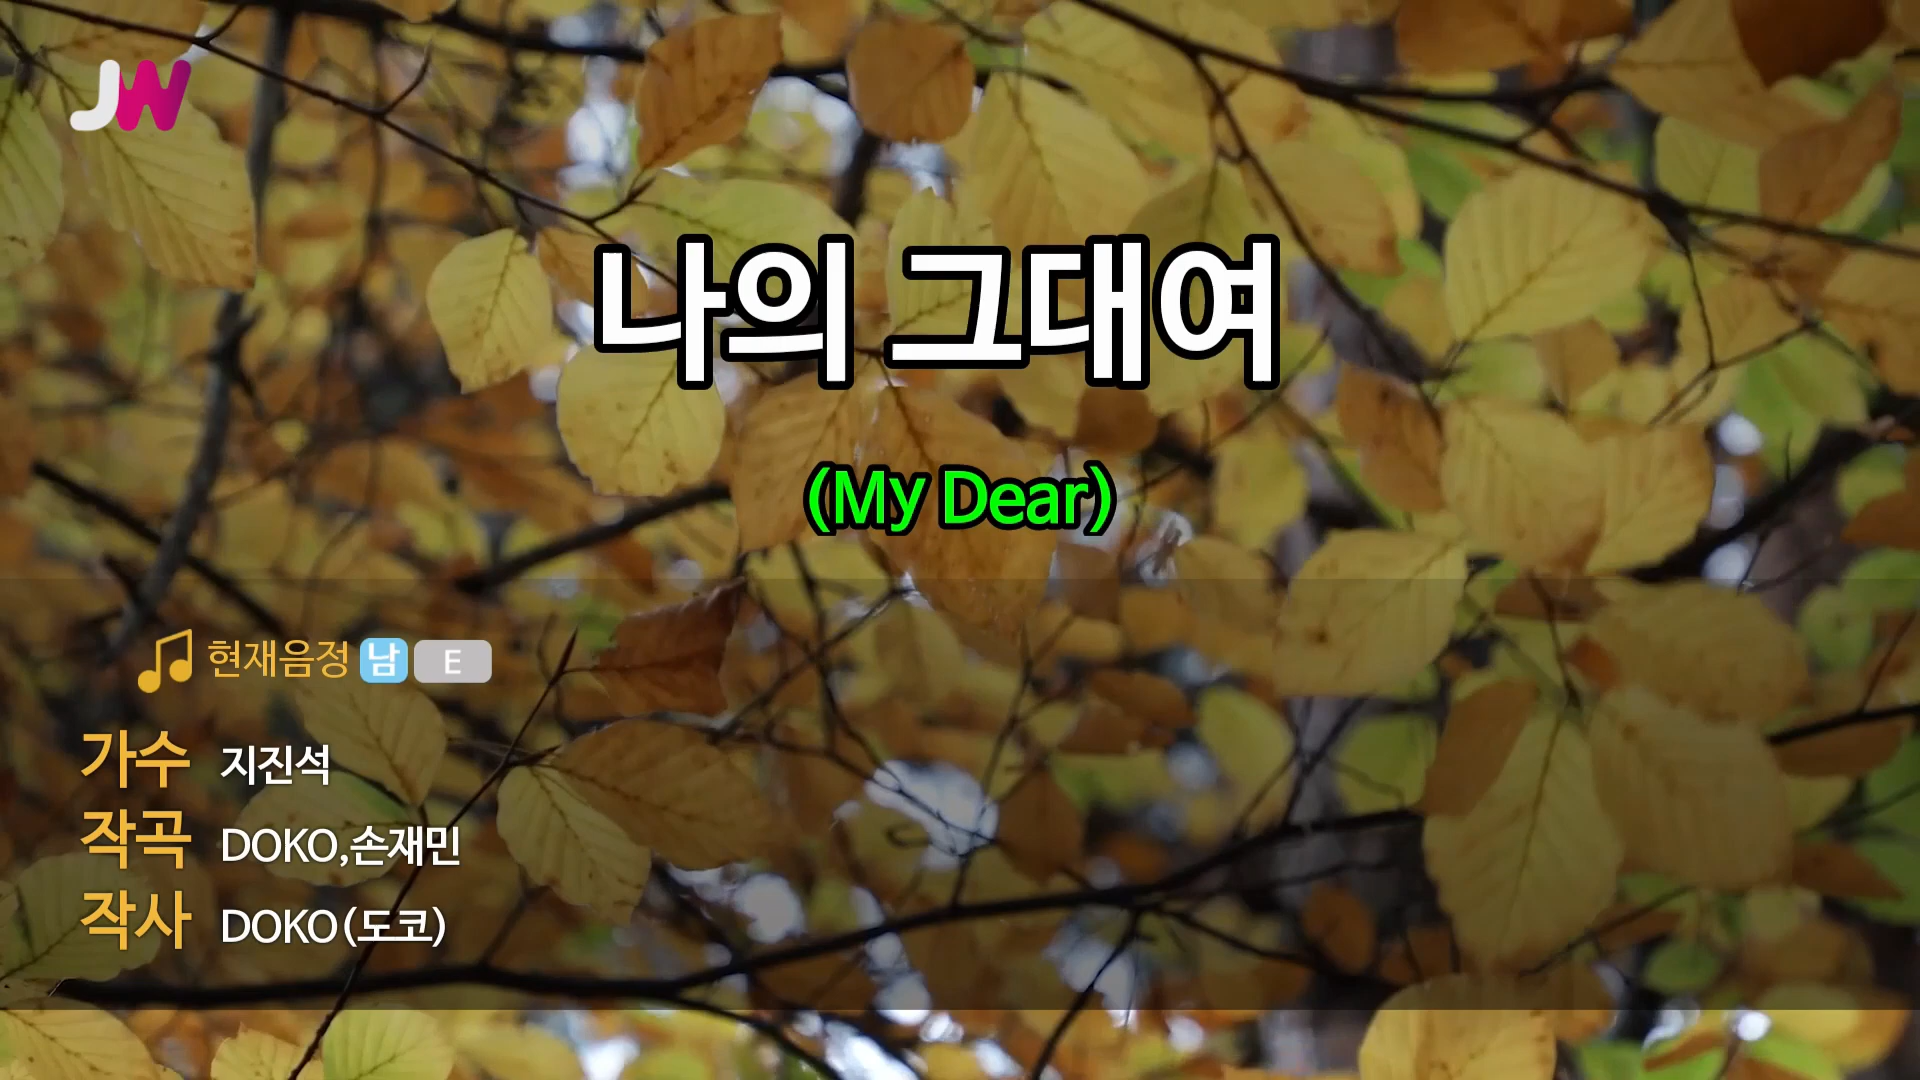 JW
나의 그대여
(My Dear)
현재음정 남 E
가수 지진석
작곡 DOKO,손재민
작사 DOKO(도코)